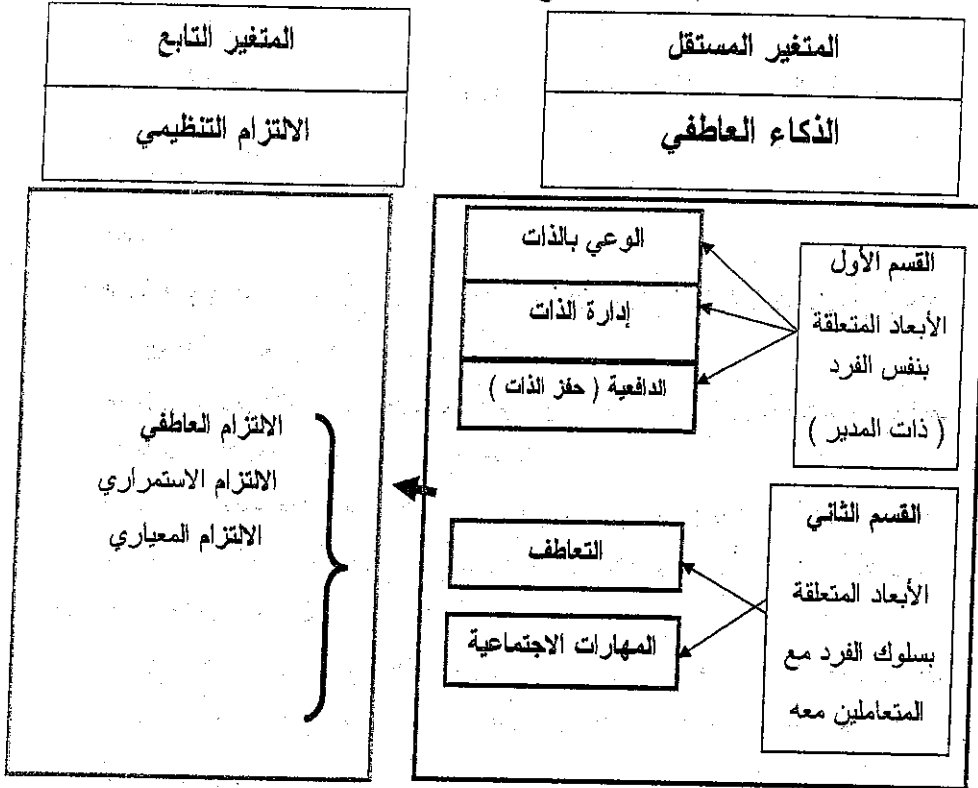 المتغير المستقل
المتغير التابع
الذكاء العاطفي
الالتزام التنظيمي
القسم الأول
الأبعاد المتعلقة
بنفس الفرد
( ذات المدير )
الوعي بالذات
إدارة الذات
الدافعية ( حفز الذات )
القسم الثاني
الأبعاد المتعلقة
بسلوك الفرد مع
المتعاملين معه
التعاطف
المهارات الاجتماعية
الالتزام العاطفي
الالتزام الاستمراري
الالتزام المعياري